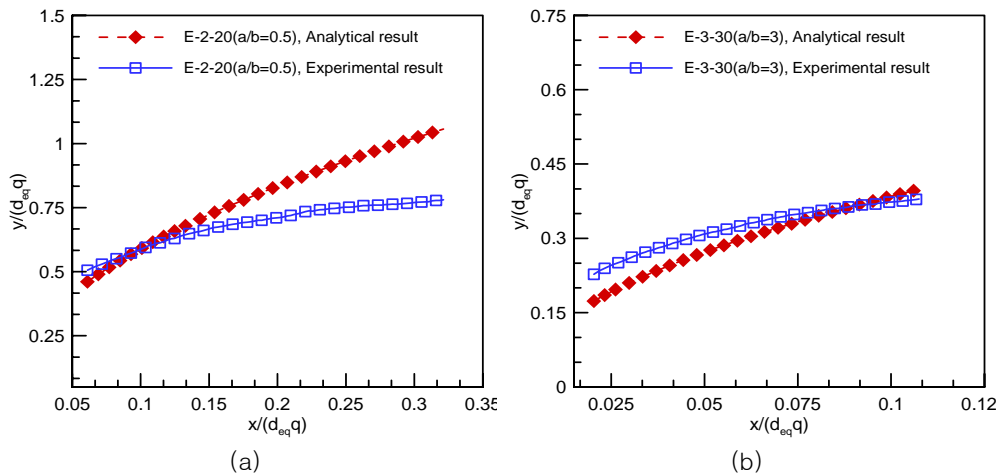 E-2-20(a/b=0.5), Analytical result
E-2-20(a/b=0.5), Experimental result
y/(d_eq q)
1.5
1.25
1
0.75
0.5
0.25
0.05 0.1 0.15 0.2 0.25 0.3 0.35
x/(d_eq q)
(a)
E-3-30(a/b=3), Analytical result
E-3-30(a/b=3), Experimental result
y/(d_eq q)
0.75
0.6
0.45
0.3
0.15
0
0.025 0.05 0.075 0.1 0.12
x/(d_eq q)
(b)